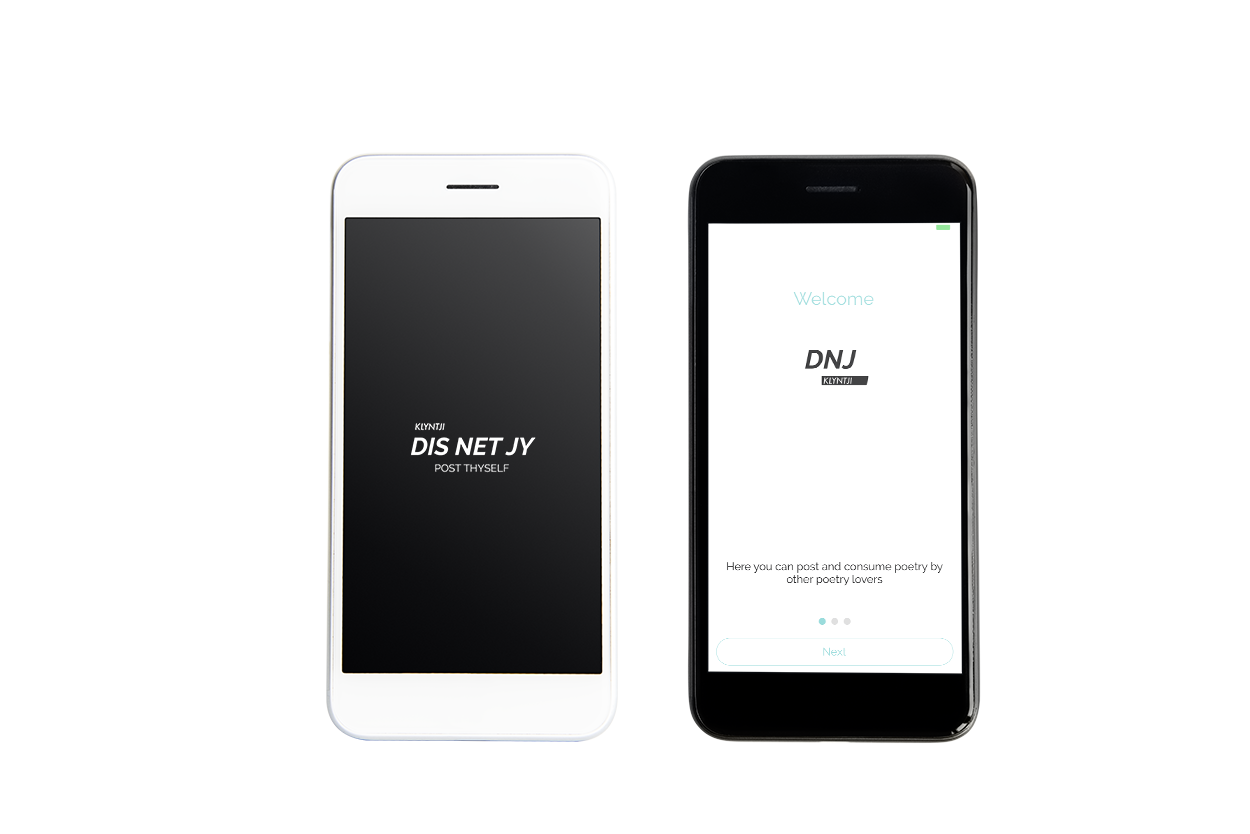 KLYNTJI
DIS NET JY
POST THYSELF
Welcome
DNJ
KLYNTJI
Here you can post and consume poetry by
other poetry lovers
Next